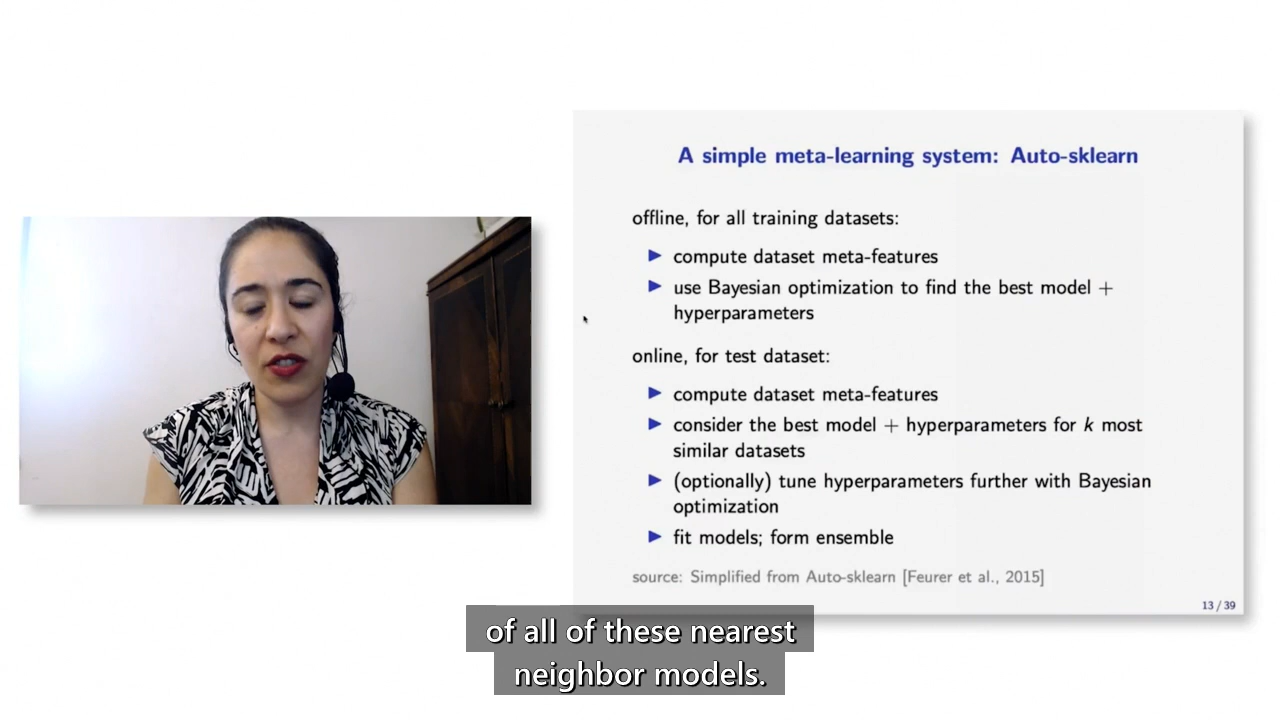 A simple meta-learning system: Auto-sklearn
offline, for all training datasets:
compute dataset meta-features
use Bayesian optimization to find the best model +
hyperparameters
online, for test dataset:
compute dataset meta-features
consider the best model + hyperparameters for k most
similar datasets
(optionally) tune hyperparameters further with Bayesian
optimization
fit models; form ensemble
source: Simplified from Auto-sklearn [Feurer et al., 2015]
13 / 39
of all of these nearest
neighbor models.